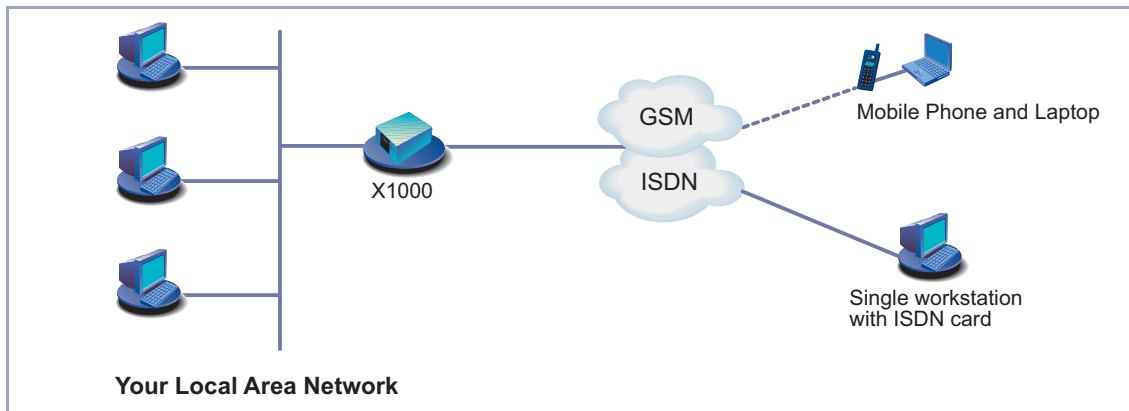 GSM
Mobile Phone and Laptop
X1000
ISDN
Single workstation
with ISDN card
Your Local Area Network